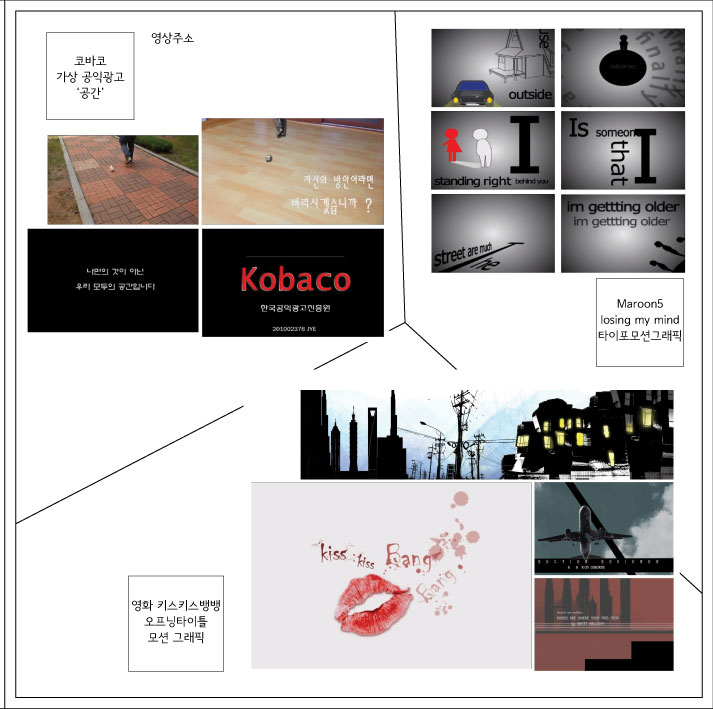 영상주소
코바코
가상 공익광고
‘공간’
자신의 방안이라면
버리시겠습니까 ?
나만의 것이 아닌
우리 모두의 공간입니다
Kobaco
한국공익광고진흥원
201002376 JYE
use
outside
finally
finally
standing right behind you
I
Is someone
that
I
street are much
im gettting older
im gettting older
Maroon5
losing my mind
타이포모션그래픽
kiss kiss Bang
Bang
영화 키스키스뱅뱅
오프닝타이틀
모션 그래픽